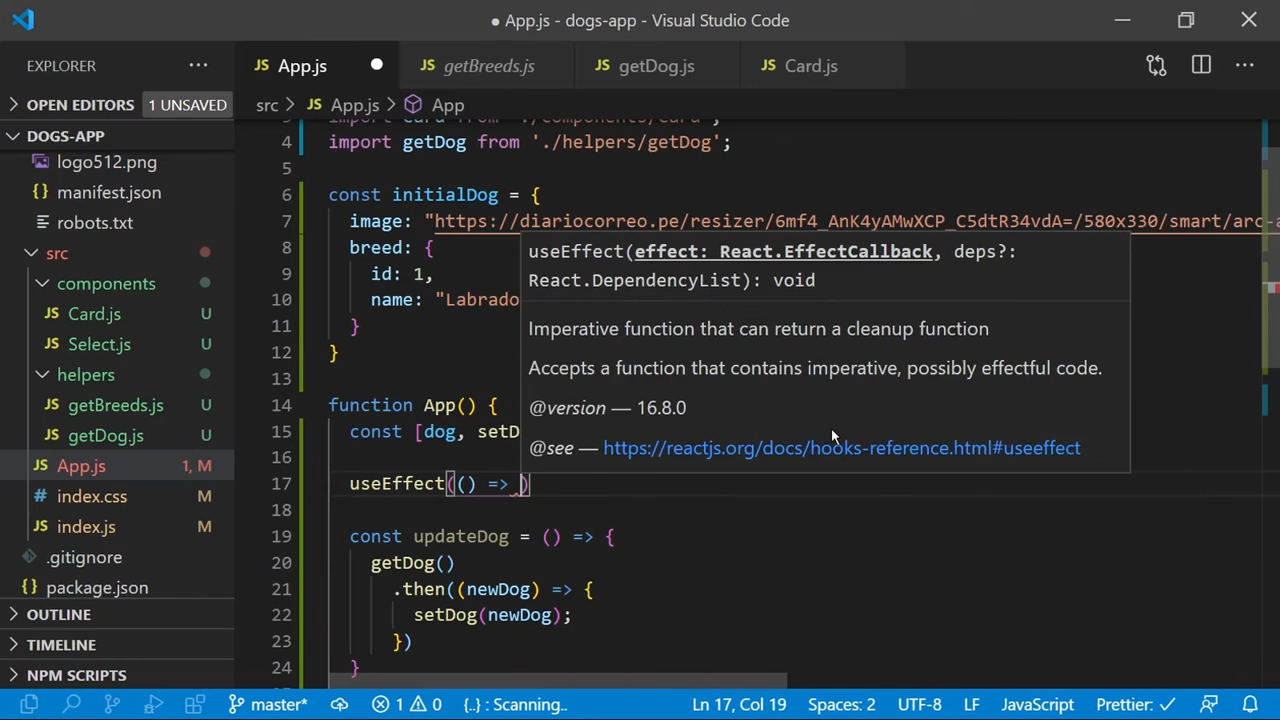 ● App.js - dogs-app - Visual Studio Code
EXPLORER ···
JS App.js ● JS getBreeds.js JS getDog.js JS Card.js ···
OPEN EDITORS 1 UNSAVED
src > JS App.js > App
DOGS-APP
logo512.png
manifest.json
robots.txt
src
components
Card.js U
Select.js U
helpers
getBreeds.js U
getDog.js U
JS App.js 1, M
# index.css M
JS index.js M
.gitignore
package.json
OUTLINE
TIMELINE
NPM SCRIPTS
import Card from './components/Card';
4 import getDog from './helpers/getDog';
5
6 const initialDog = {
7 image: "https://diariocorreo.pe/resizer/6mf4_AnK4yAMwXCP_C5dtR34vdA=/580x330/smart/arc-a
8 breed: {
9 id: 1,
10 name: "Labrado
11 }
12 }
13
14 function App() {
15 const [dog, setD
16
17 useEffect(() => )
18
19 const updateDog = () => {
20 getDog()
21 .then((newDog) => {
22 setDog(newDog);
23 })
24 }
useEffect(effect: React.EffectCallback, deps?:
React.DependencyList): void
Imperative function that can return a cleanup function
Accepts a function that contains imperative, possibly effectful code.
@version — 16.8.0
@see — https://reactjs.org/docs/hooks-reference.html#useeffect
master* 1 0 {..} : Scanning.. Ln 17, Col 19 Spaces: 2 UTF-8 LF JavaScript Prettier: ✓